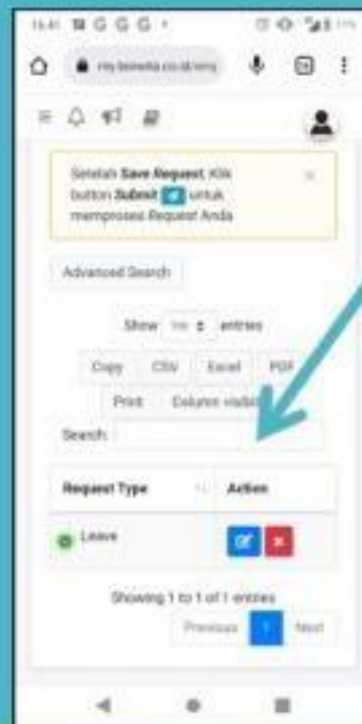 Setelah Save Request, Klik
button Submit untuk
memproses Request Anda
Advanced Search
Show entries
Copy CSV Excel PDF
Print Column
Search:
Request Type Action
Leave
Showing 1 to 1 of 1 entries
Previous 1 Next